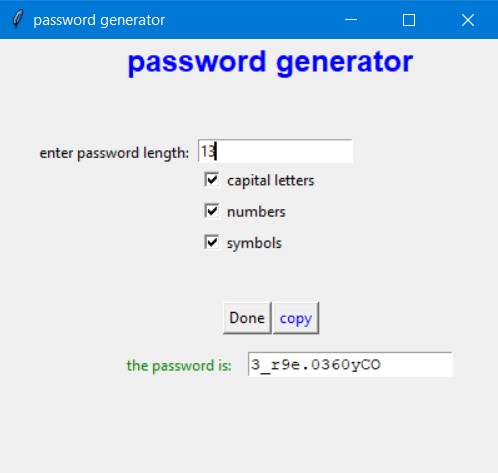 password generator
password generator
enter password length: 13
capital letters
numbers
symbols
Done copy
the password is: 3_r9e.0360yCO